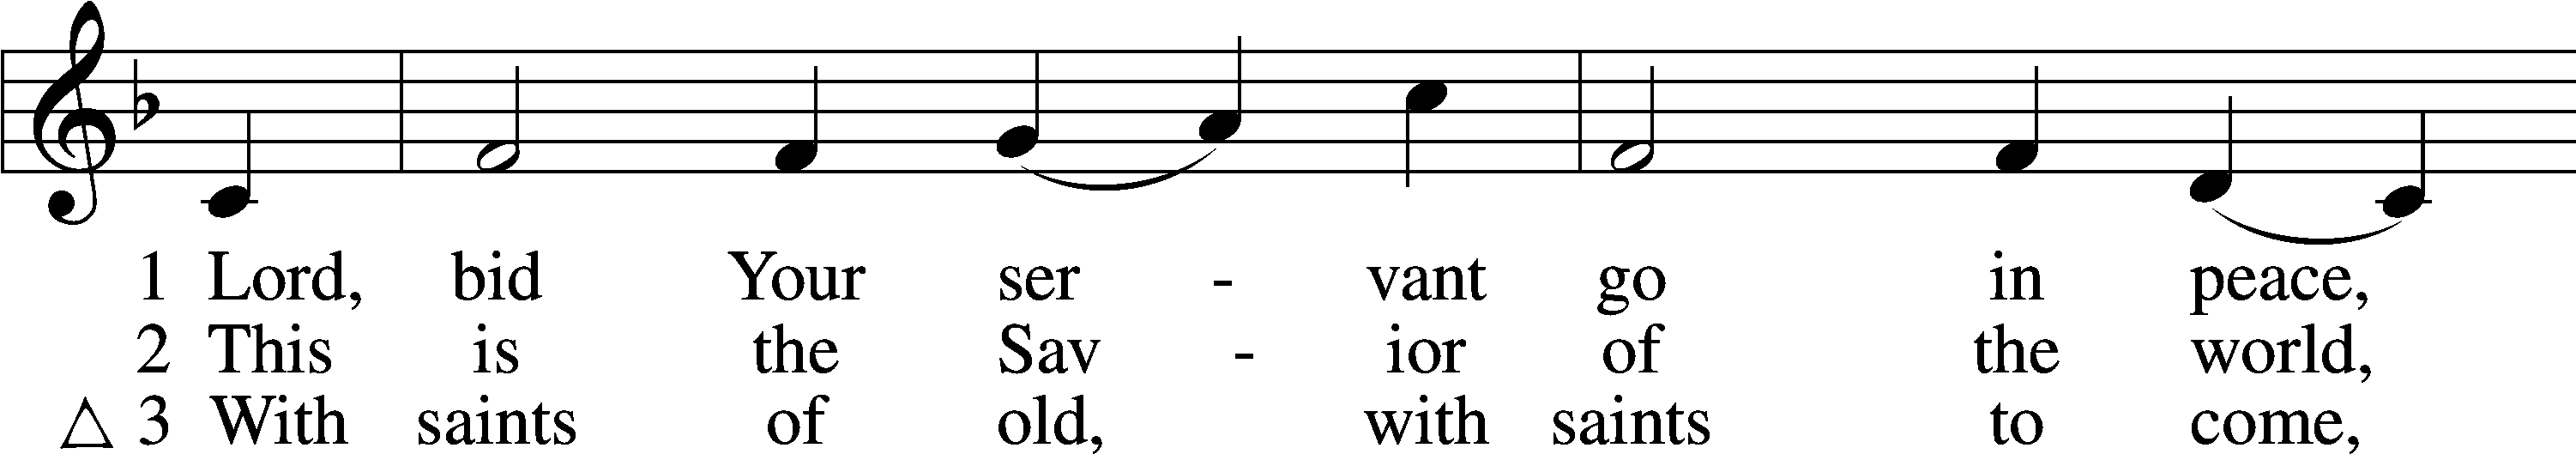 1 Lord, bid Your ser - vant go in peace,
2 This is the Sav - ior of the world,
△ 3 With saints of old, with saints to come,